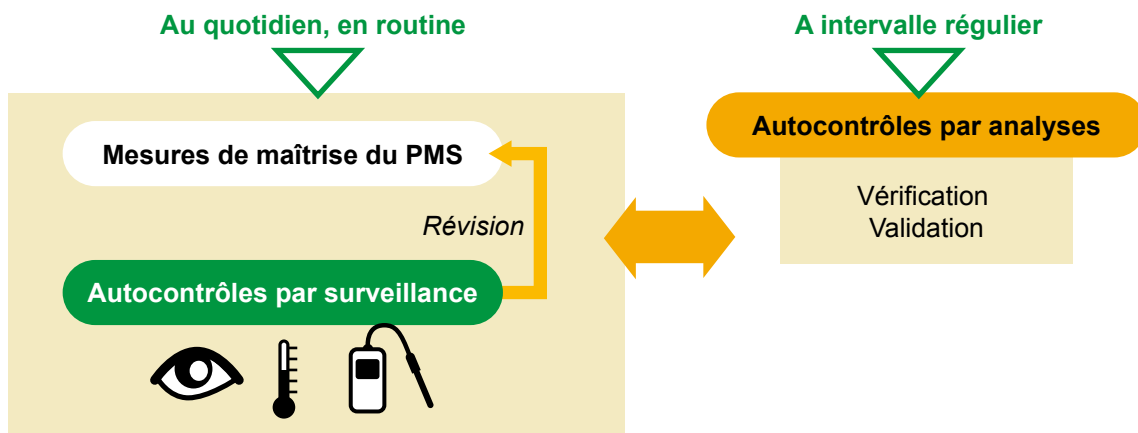 Au quotidien, en routine
A intervalle régulier
Mesures de maîtrise du PMS
Révision
Autocontrôles par surveillance
Autocontrôles par analyses
Vérification
Validation